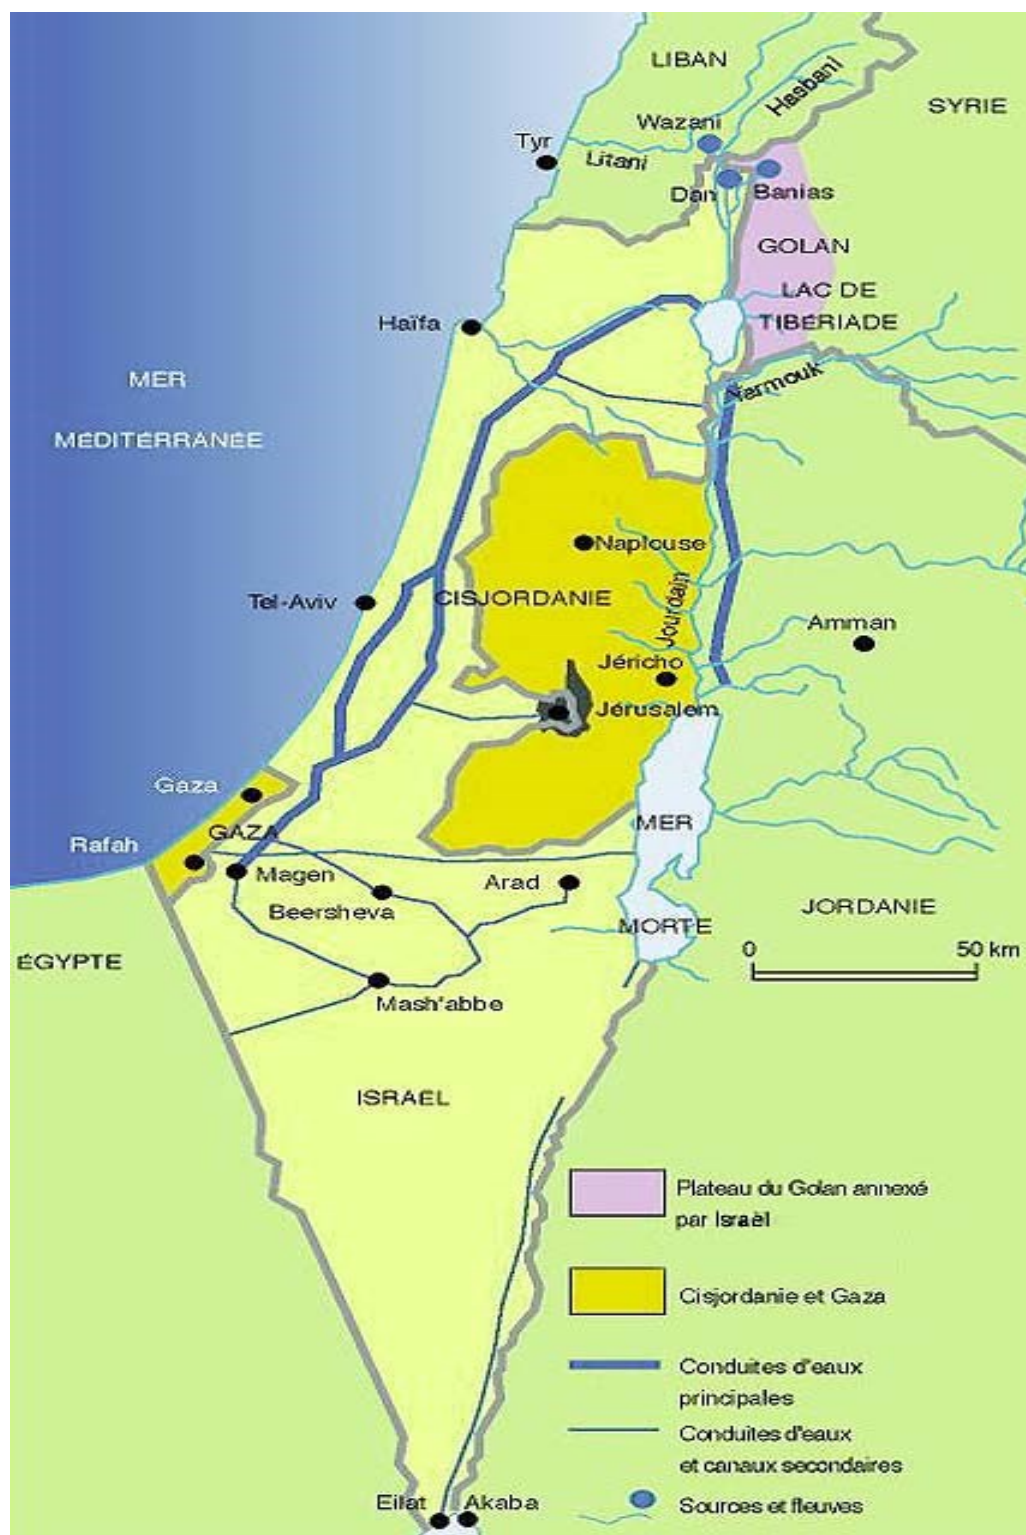 LIBAN
Hasbani
SYRIE
Wazani
Tyr
Litani
Dan
Banias
GOLAN
LAC DE
TIBÉRIADE
Haïfa
MER
MÉDITERRANÉE
Yarmouk
Naplouse
Tel-Aviv
CISJORDANIE
Jourdain
Amman
Jéricho
Jérusalem
Gaza
GAZA
MER
Rafah
Magen
Arad
Beersheva
MORTE
JORDANIE
ÉGYPTE
0 50 km
Mash'abbe
ISRAËL
Plateau du Golan annexé
par Israël
Cisjordanie et Gaza
Conduites d'eaux
principales
Conduites d'eaux
et canaux secondaires
Eilat
Akaba
Sources et fleuves